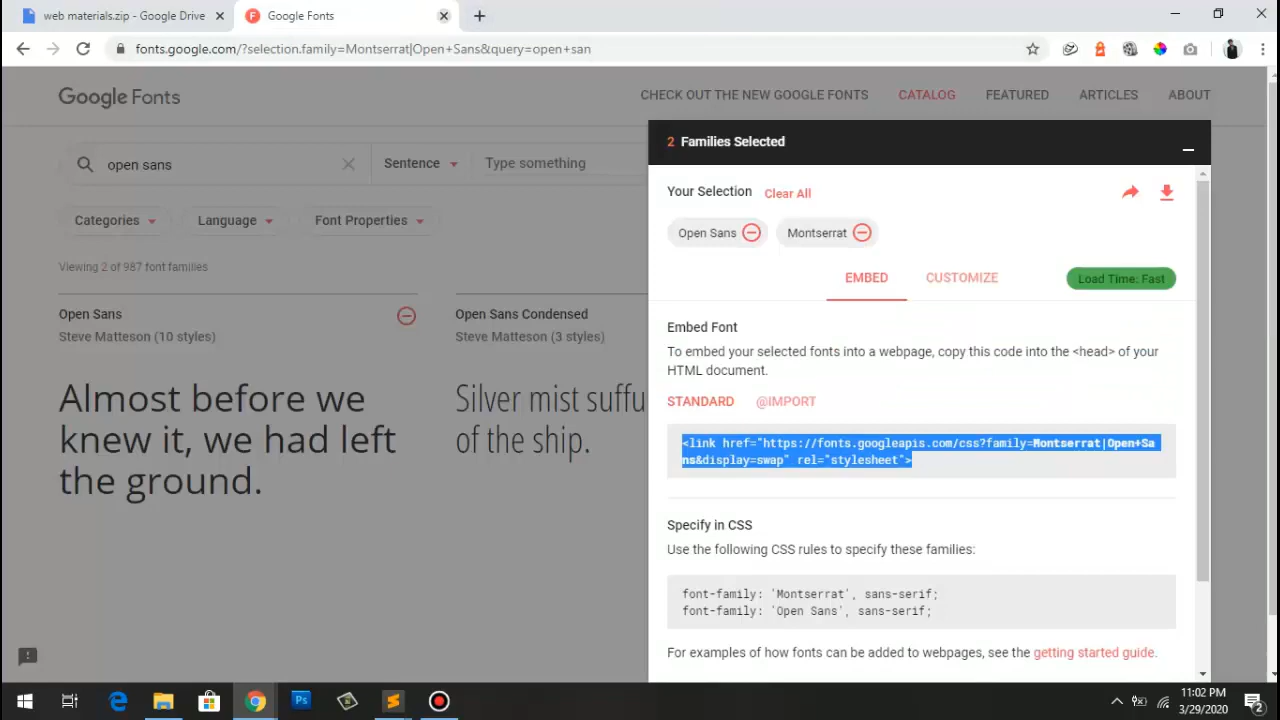 web materials.zip - Google Drive
Google Fonts
fonts.google.com/?selection.family=Montserrat|Open+Sans&query=open+san
Google Fonts
CHECK OUT THE NEW GOOGLE FONTS
CATALOG
FEATURED
ARTICLES
ABOUT
2 Families Selected
open sans
Sentence
Type something
Your Selection
Clear All
Open Sans
Montserrat
Categories
Language
Font Properties
Viewing 2 of 987 font families
EMBED
CUSTOMIZE
Load Time: Fast
Open Sans
Steve Matteson (10 styles)
Open Sans Condensed
Steve Matteson (3 styles)
Almost before we
knew it, we had left
the ground.
Silver mist suffu
of the ship.
Embed Font
To embed your selected fonts into a webpage, copy this code into the <head> of your
HTML document.
STANDARD
@IMPORT
<link href="https://fonts.googleapis.com/css?family=Montserrat|Open+Sa
ns&display=swap" rel="stylesheet">
Specify in CSS
Use the following CSS rules to specify these families:
font-family: 'Montserrat', sans-serif;
font-family: 'Open Sans', sans-serif;
For examples of how fonts can be added to webpages, see the getting started guide.
Ps
11:02 PM
3/29/2020
2